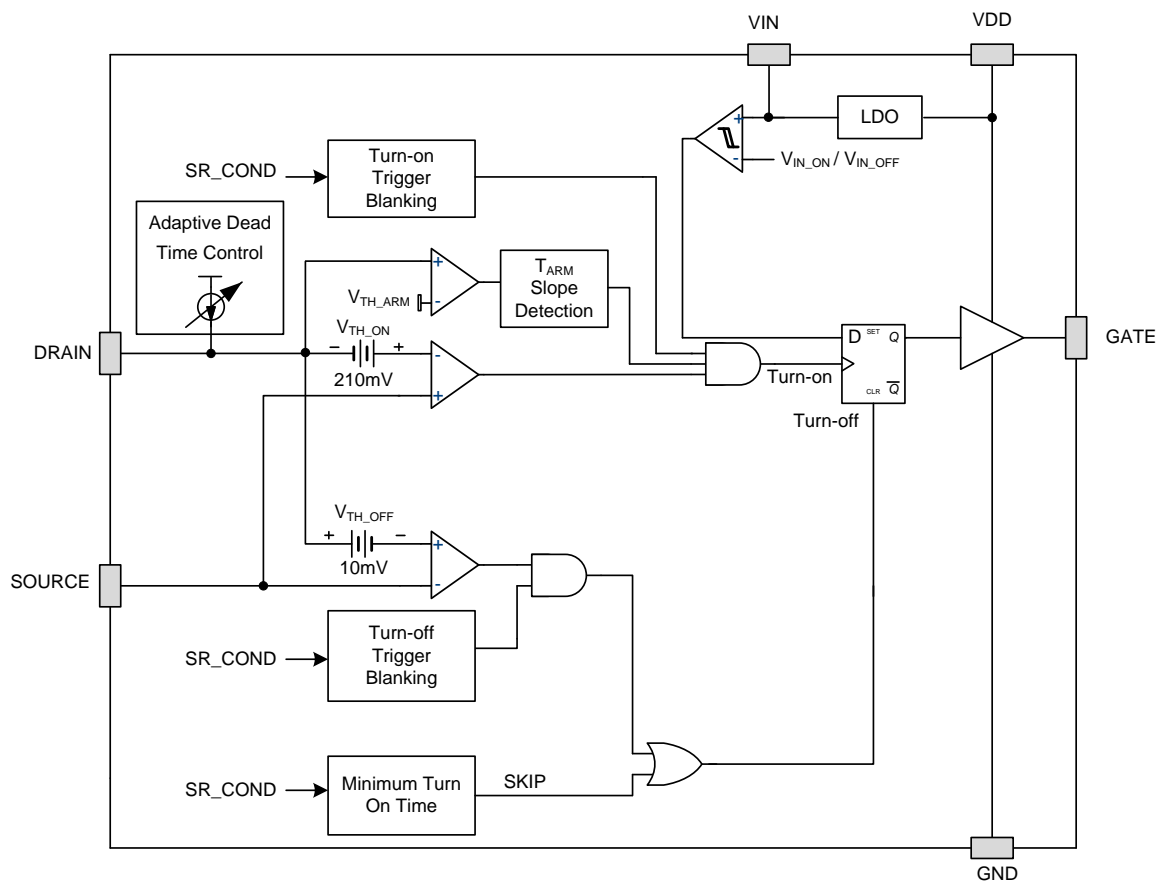 VIN
VDD
LDO
+
-
V_IN_ON / V_IN_OFF
SR_COND
Turn-on
Trigger
Blanking
Adaptive Dead
Time Control
+
V_TH_ARM
-
T_ARM
Slope
Detection
DRAIN
V_TH_ON
− +
210mV
-
+
Turn-on
D SET Q
CLR Q̅
GATE
Turn-off
V_TH_OFF
+ −
10mV
+
-
SOURCE
SR_COND
Turn-off
Trigger
Blanking
SR_COND
Minimum Turn
On Time
SKIP
GND